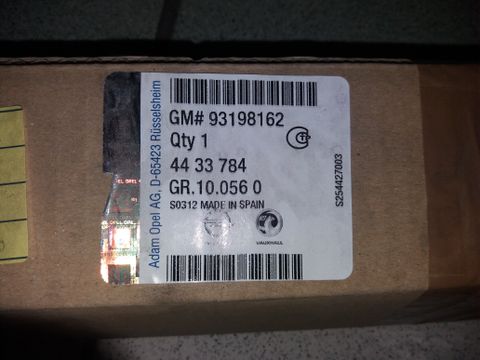 GM# 93198162
Qty 1
44 33 784
GR.10.056 0
S0312 MADE IN SPAIN
VAUXHALL
Adam Opel AG, D-65423 Rüsselsheim
S254427003